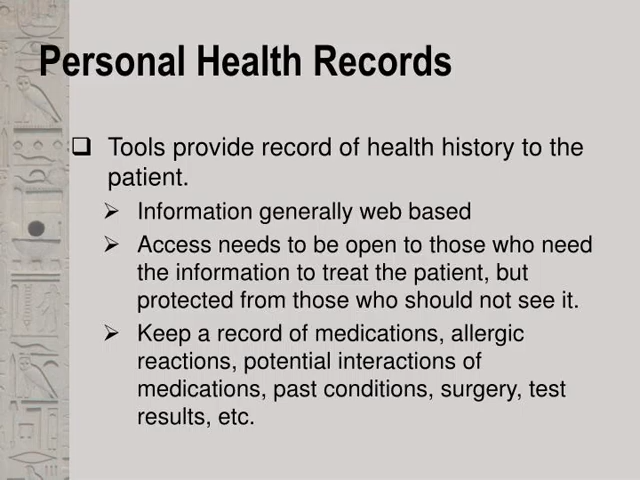 Personal Health Records
❑ Tools provide record of health history to the
patient.
➢ Information generally web based
➢ Access needs to be open to those who need
the information to treat the patient, but
protected from those who should not see it.
➢ Keep a record of medications, allergic
reactions, potential interactions of
medications, past conditions, surgery, test
results, etc.